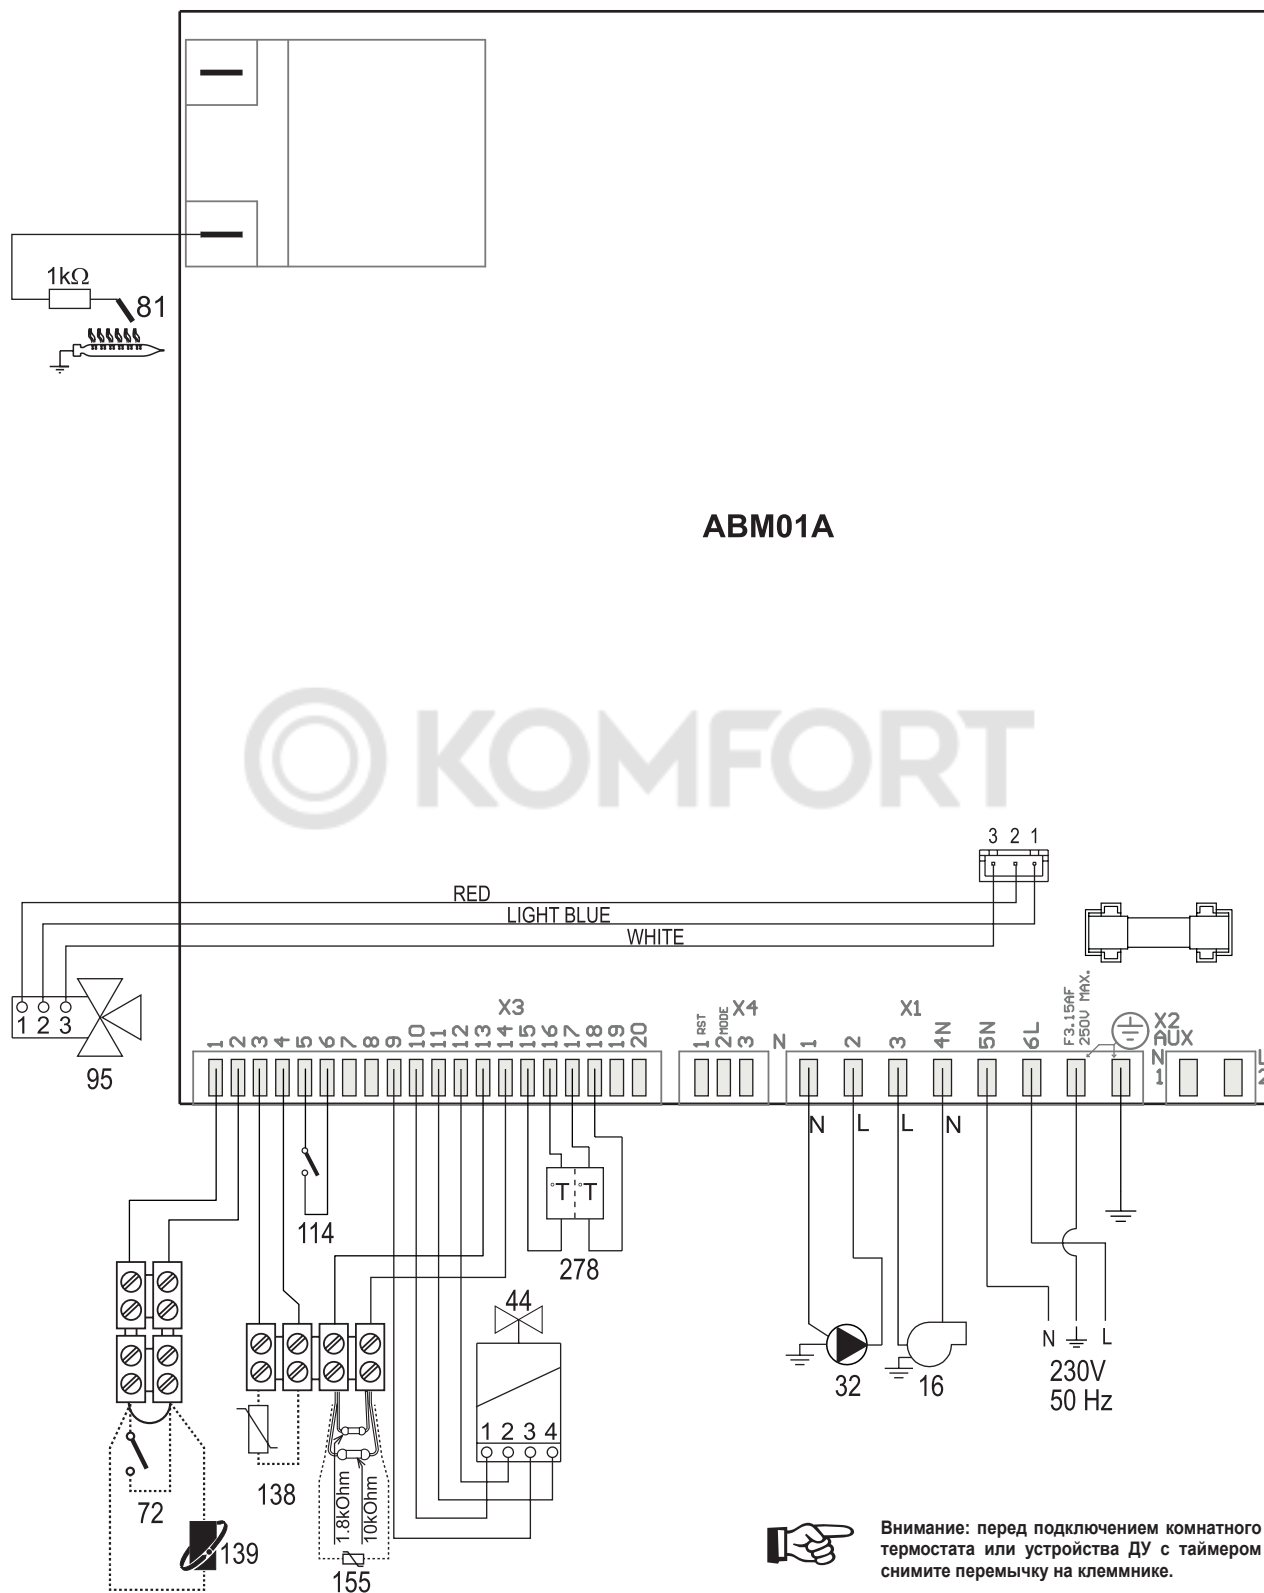 1kΩ
81
ABM01A
KOMFORT
3 2 1
RED
LIGHT BLUE
WHITE
1 2 3
95
X3
1 2 3 4 5 6 7 8 9 10 11 12 13 14 15 16 17 18 19 20
X4
1 RST
2 MODE
3
N
X1
1 2 3 4N 5N 6L
F3.15AF
250V MAX.
X2
AUX
N
1
L
2
N L L N
114
°T °T
278
44
1 2 3 4
32
16
N L
230V
50 Hz
72
139
138
1.8kOhm
10kOhm
155
Внимание: перед подключением комнатного
термостата или устройства ДУ с таймером
снимите перемычку на клеммнике.